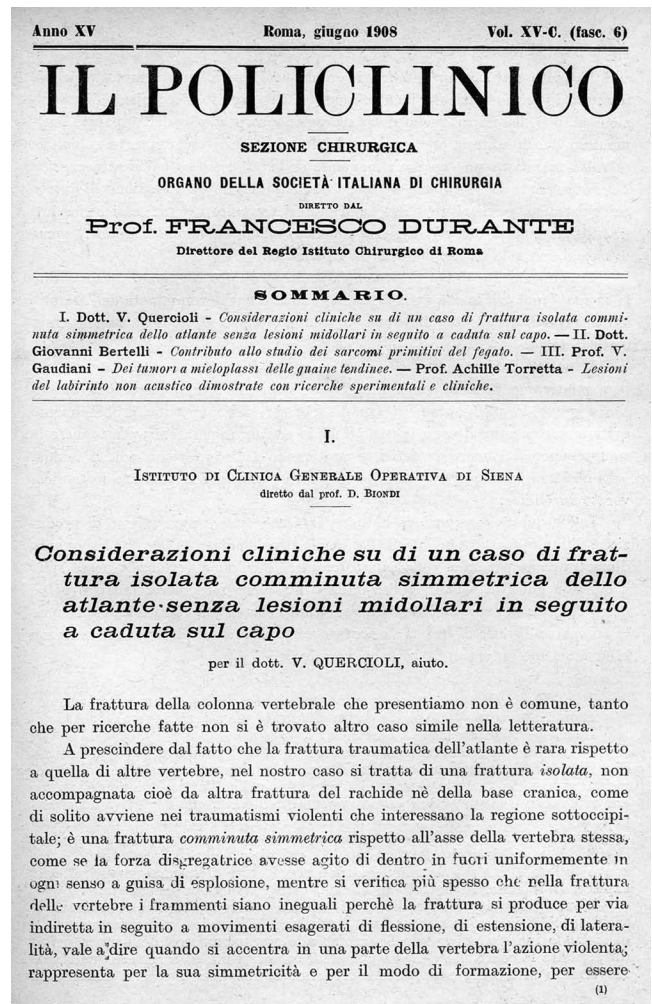 Anno XV Roma, giugno 1908 Vol. XV-C. (fasc. 6)
IL POLICLINICO
SEZIONE CHIRURGICA
ORGANO DELLA SOCIETÀ ITALIANA DI CHIRURGIA
DIRETTO DAL
Prof. FRANCESCO DURANTE
Direttore del Regio Istituto Chirurgico di Roma
SOMMARIO.
I. Dott. V. Quercioli - Considerazioni cliniche su di un caso di frattura isolata commi-
nuta simmetrica dello atlante senza lesioni midollari in seguito a caduta sul capo. — II. Dott.
Giovanni Bertelli - Contributo allo studio dei sarcomi primitivi del fegato. — III. Prof. V.
Gaudiani - Dei tumori a mieloplassi delle guaine tendinee. — Prof. Achille Torretta - Lesioni
del labirinto non acustico dimostrate con ricerche sperimentali e cliniche.
I.
ISTITUTO DI CLINICA GENERALE OPERATIVA DI SIENA
diretto dal prof. D. BIONDI
Considerazioni cliniche su di un caso di frat-
tura isolata comminuta simmetrica dello
atlante senza lesioni midollari in seguito
a caduta sul capo
per il dott. V. QUERCIOLI, aiuto.
La frattura della colonna vertebrale che presentiamo non è comune, tanto
che per ricerche fatte non si è trovato altro caso simile nella letteratura.
A prescindere dal fatto che la frattura traumatica dell'atlante è rara rispetto
a quella di altre vertebre, nel nostro caso si tratta di una frattura isolata, non
accompagnata cioè da altra frattura del rachide nè della base cranica, come
di solito avviene nei traumatismi violenti che interessano la regione sottoccipi-
tale; è una frattura comminuta simmetrica rispetto all'asse della vertebra stessa,
come se la forza disgregatrice avesse agito di dentro in fuori uniformemente in
ogni senso a guisa di esplosione, mentre si verifica più spesso che nella frattura
delle vertebre i frammenti siano ineguali perchè la frattura si produce per via
indiretta in seguito a movimenti esagerati di flessione, di estensione, di latera-
lità, vale a dire quando si accentra in una parte della vertebra l'azione violenta;
rappresenta per la sua simmetricità e per il modo di formazione, per essere
(1)